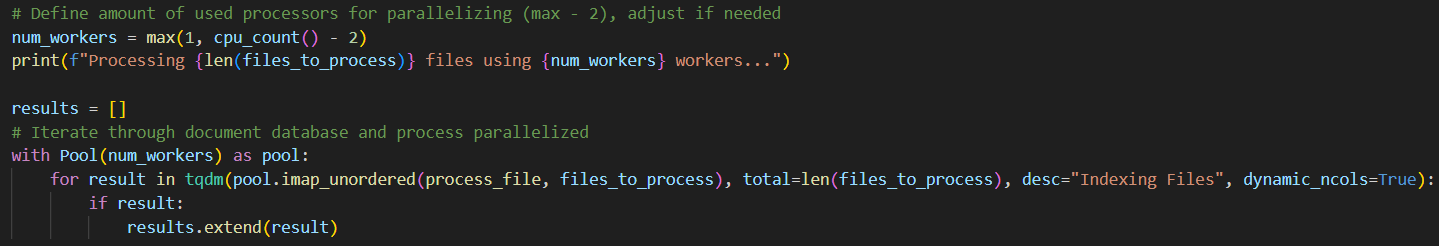 # Define amount of used processors for parallelizing (max - 2), adjust if needed
num_workers = max(1, cpu_count() - 2)
print(f"Processing {len(files_to_process)} files using {num_workers} workers...")
results = []
# Iterate through document database and process parallelized
with Pool(num_workers) as pool:
    for result in tqdm(pool.imap_unordered(process_file, files_to_process), total=len(files_to_process), desc="Indexing Files", dynamic_ncols=True):
        if result:
            results.extend(result)